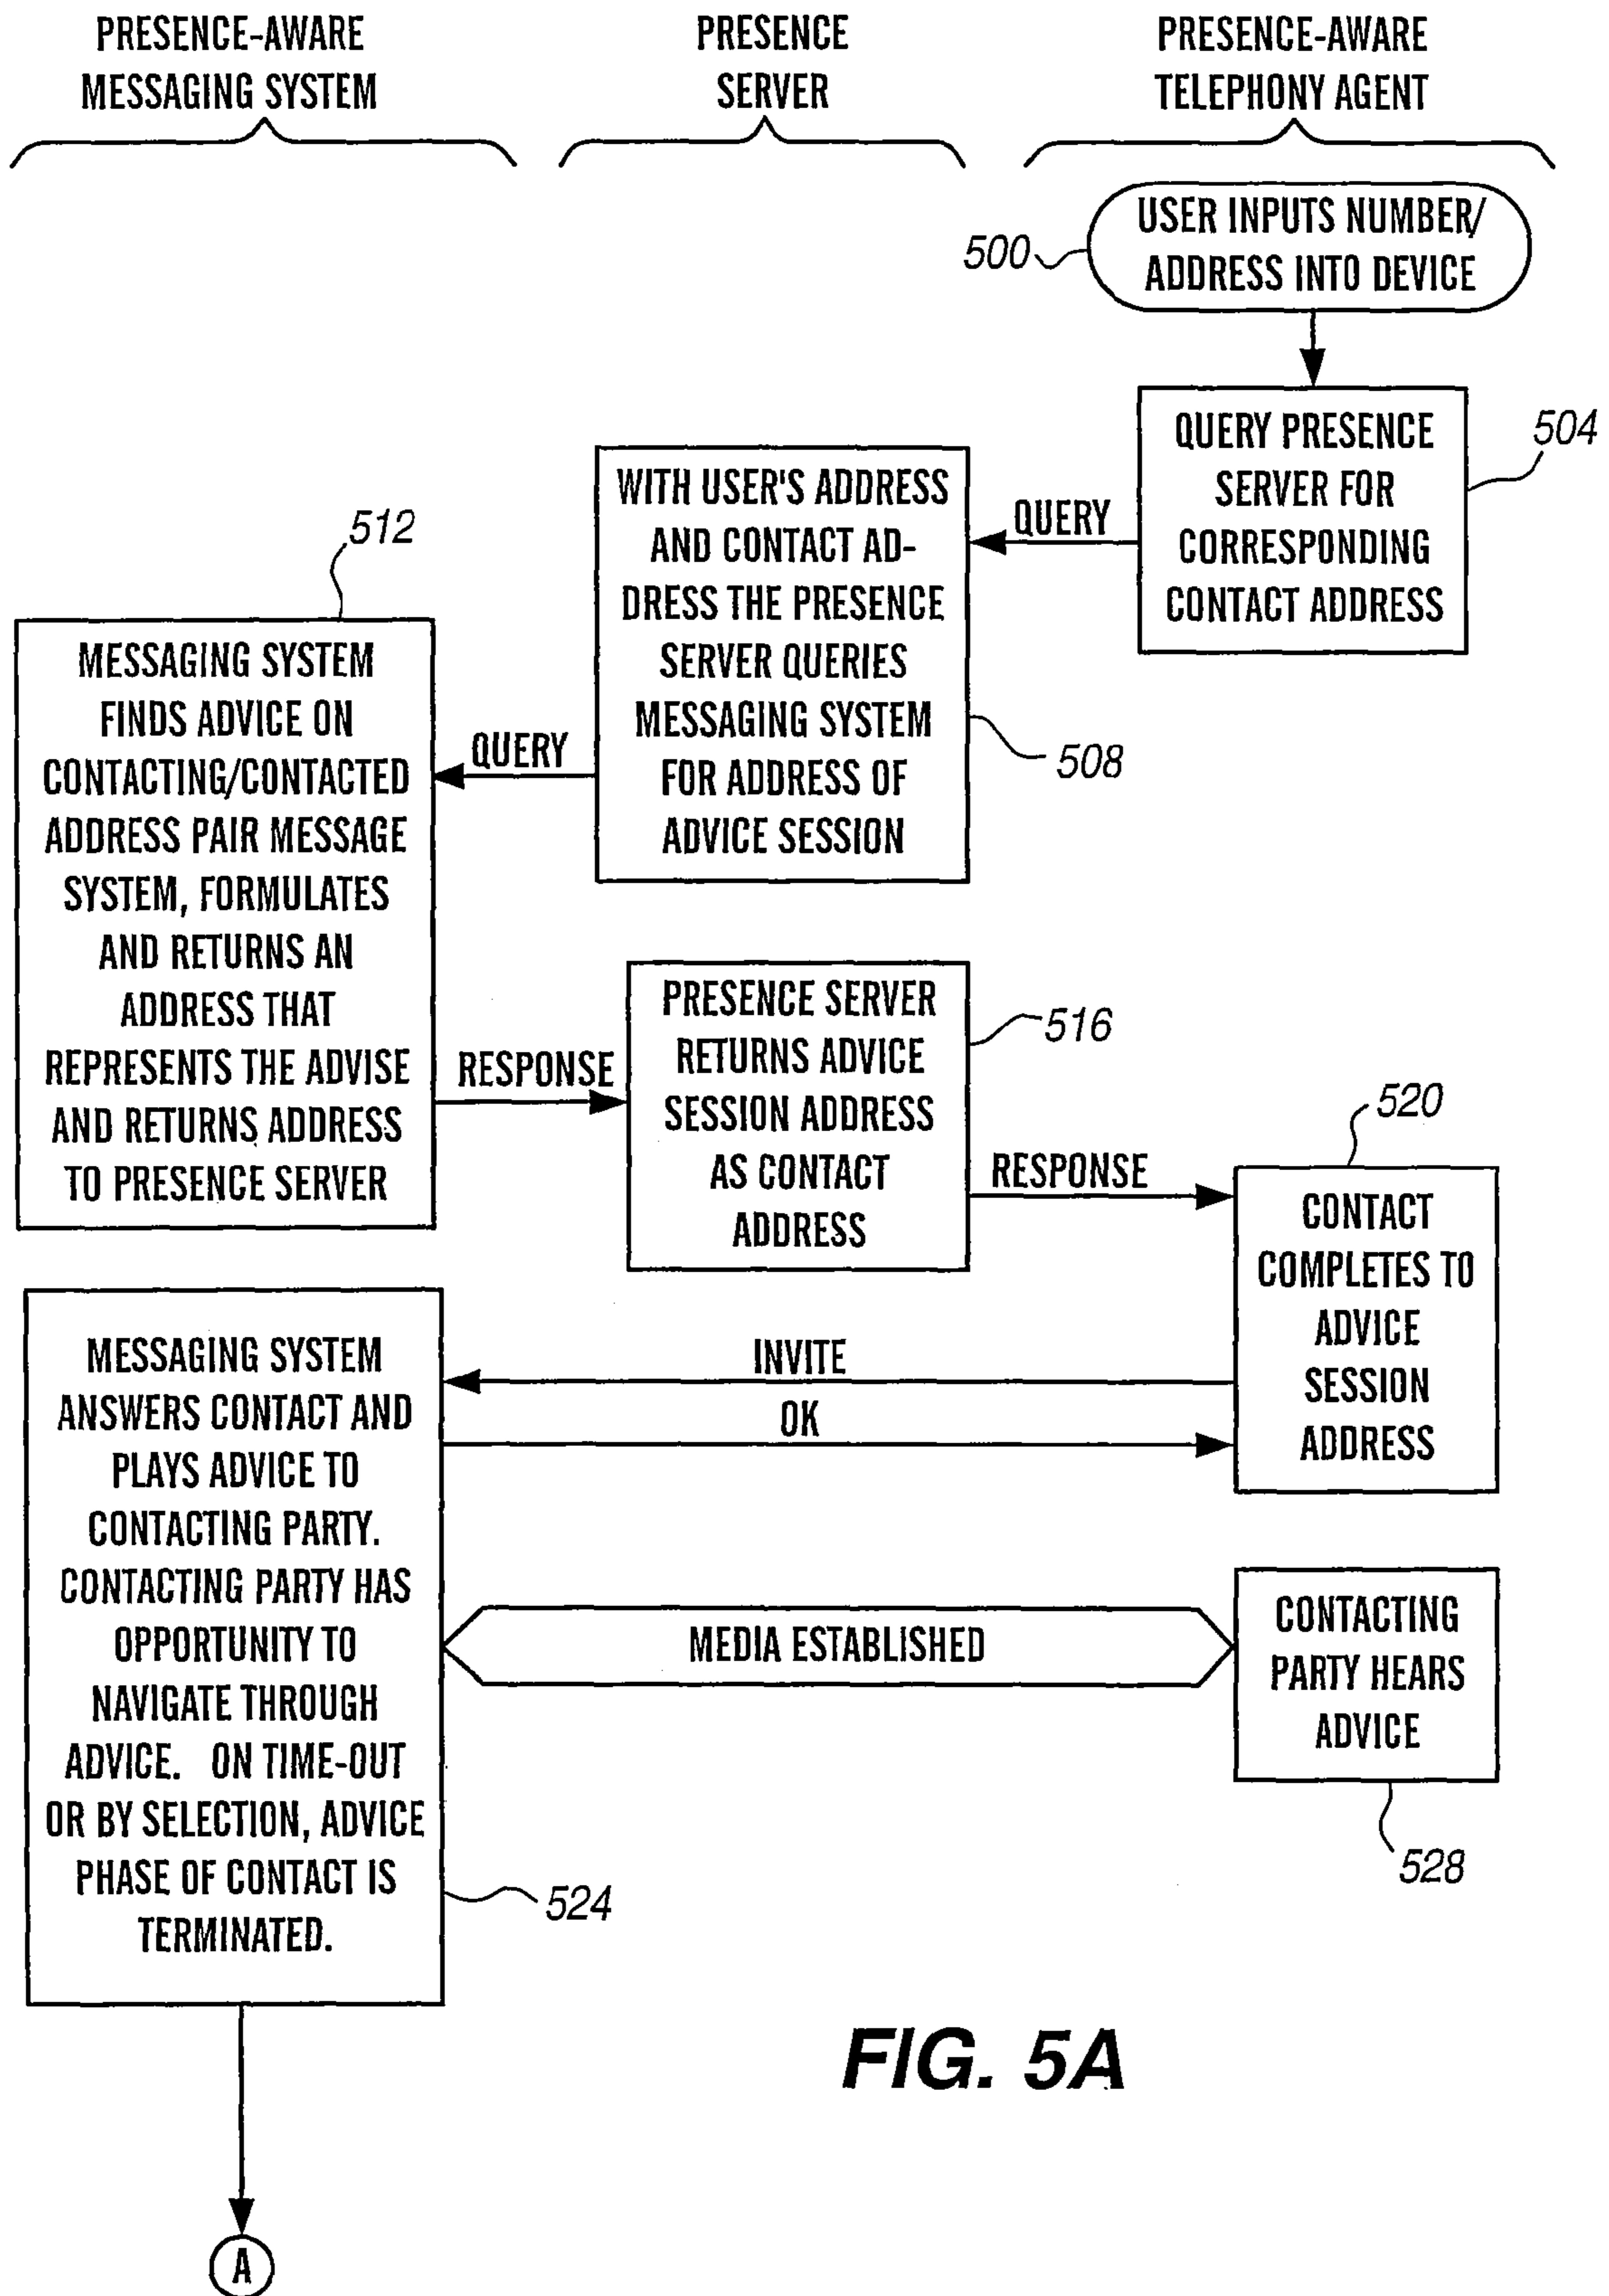 PRESENCE-AWARE
MESSAGING SYSTEM
PRESENCE
SERVER
PRESENCE-AWARE
TELEPHONY AGENT
500
USER INPUTS NUMBER/
ADDRESS INTO DEVICE
504
QUERY PRESENCE
SERVER FOR
CORRESPONDING
CONTACT ADDRESS
QUERY
WITH USER'S ADDRESS
AND CONTACT AD-
DRESS THE PRESENCE
SERVER QUERIES
MESSAGING SYSTEM
FOR ADDRESS OF
ADVICE SESSION
508
QUERY
512
MESSAGING SYSTEM
FINDS ADVICE ON
CONTACTING/CONTACTED
ADDRESS PAIR MESSAGE
SYSTEM, FORMULATES
AND RETURNS AN
ADDRESS THAT
REPRESENTS THE ADVISE
AND RETURNS ADDRESS
TO PRESENCE SERVER
RESPONSE
PRESENCE SERVER
RETURNS ADVICE
SESSION ADDRESS
AS CONTACT
ADDRESS
516
RESPONSE
520
CONTACT
COMPLETES TO
ADVICE
SESSION
ADDRESS
INVITE
OK
MESSAGING SYSTEM
ANSWERS CONTACT AND
PLAYS ADVICE TO
CONTACTING PARTY.
CONTACTING PARTY HAS
OPPORTUNITY TO
NAVIGATE THROUGH
ADVICE. ON TIME-OUT
OR BY SELECTION, ADVICE
PHASE OF CONTACT IS
TERMINATED.
524
MEDIA ESTABLISHED
CONTACTING
PARTY HEARS
ADVICE
528
FIG. 5A
A